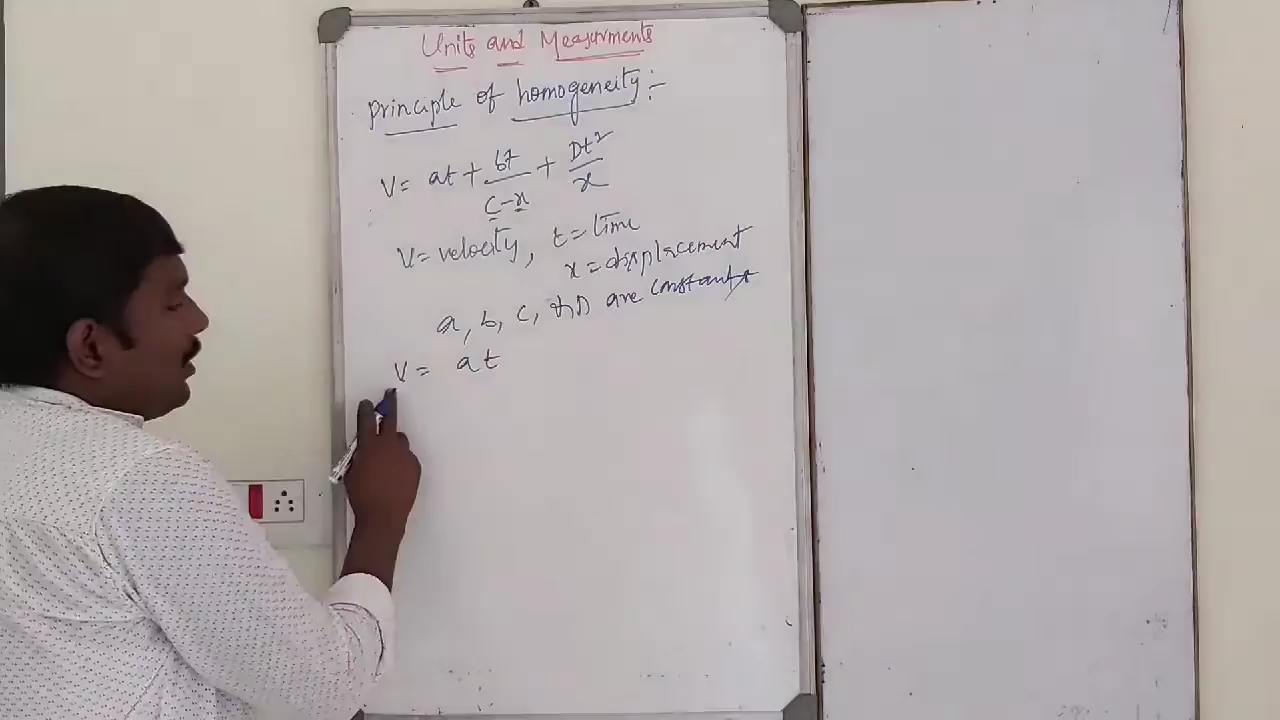 Units and Measurments
principle of homogeneity :-
V = at + bt/(c-x) + Dt²/x
V = velocity, t = time
x = displacement
a, b, c, & D are constants
V = at